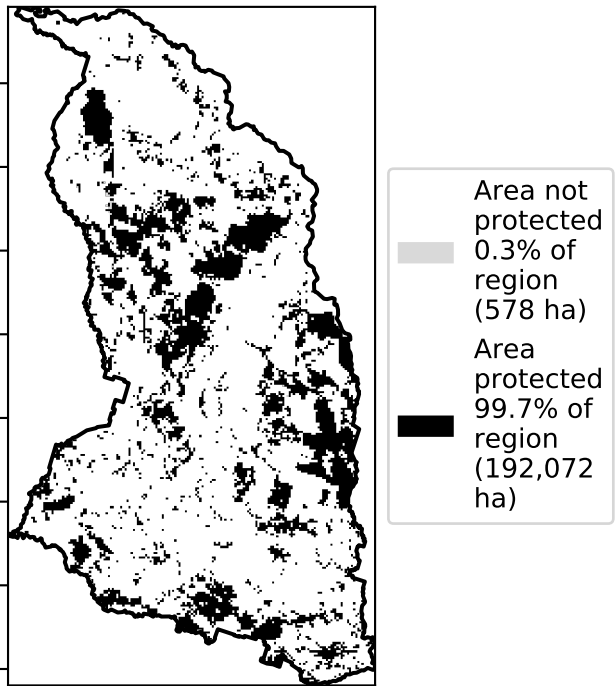 Area not
protected
0.3% of
region
(578 ha)
Area
protected
99.7% of
region
(192,072
ha)